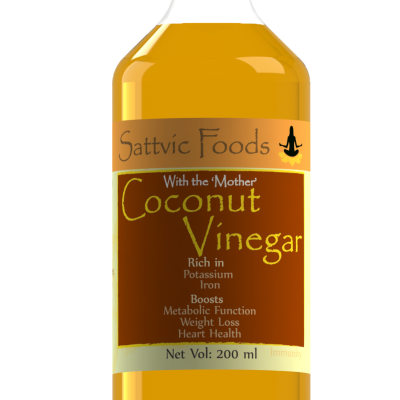 Sattvic Foods
With the 'Mother'
Coconut
Vinegar
Rich in
Potassium
Iron
Boosts
Metabolic Function
Weight Loss
Heart Health
Net Vol: 200 ml
Immunity